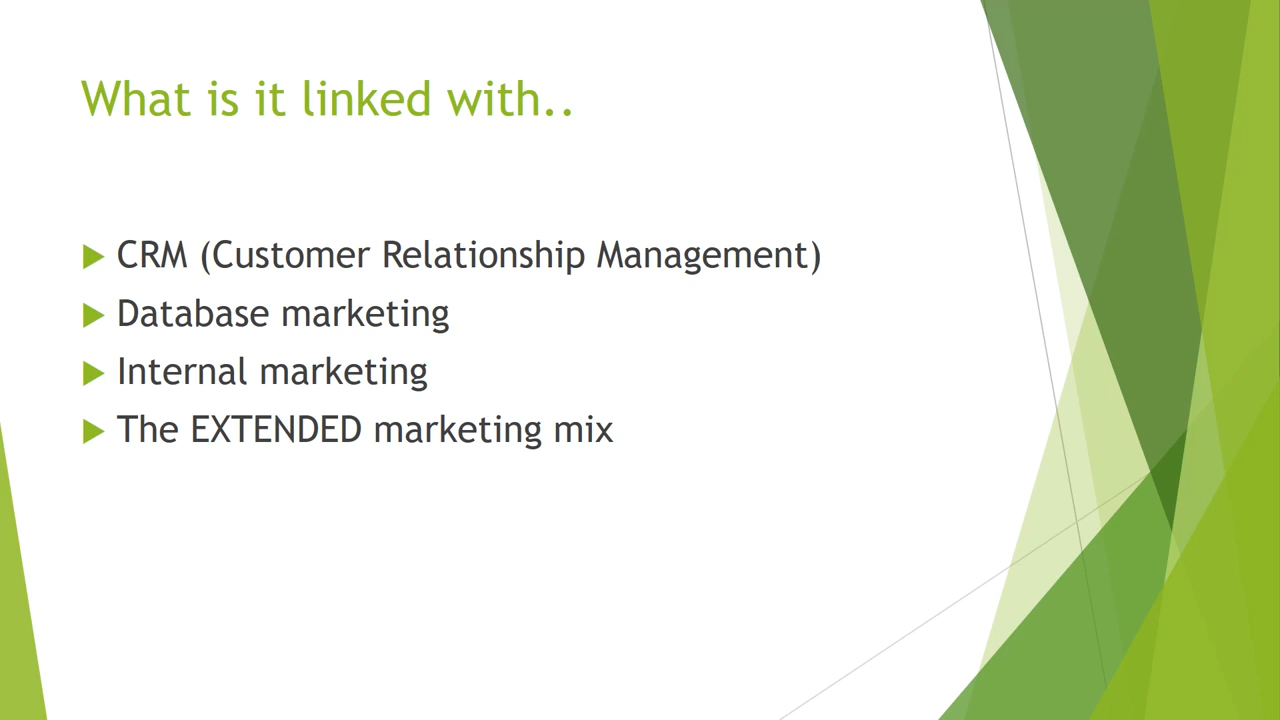 What is it linked with..
CRM (Customer Relationship Management)
Database marketing
Internal marketing
The EXTENDED marketing mix